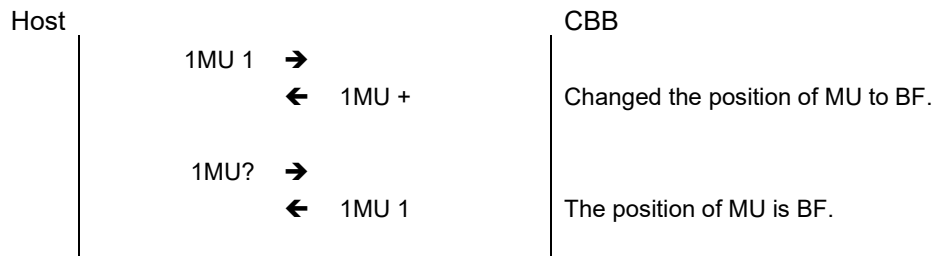 Host CBB
1MU 1 ➔
🡸 1MU + Changed the position of MU to BF.
1MU? ➔
🡸 1MU 1 The position of MU is BF.